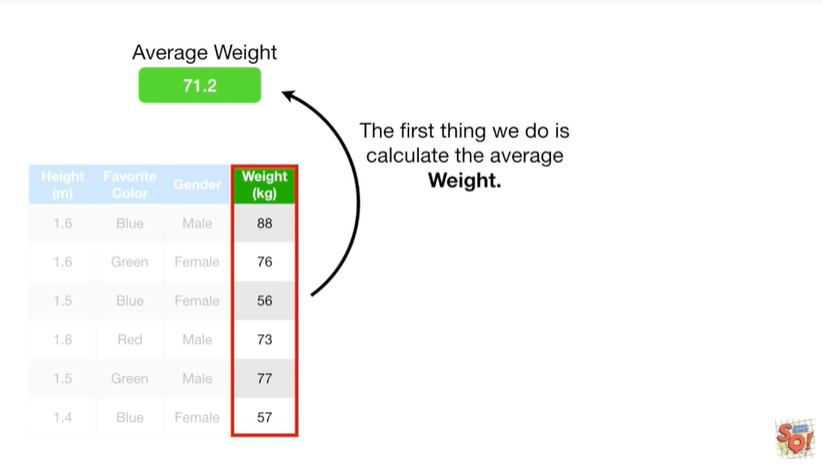 Average Weight
71.2
The first thing we do is
calculate the average
Weight.
Height (m) Favorite Color Gender Weight (kg)
1.6 Blue Male 88
1.6 Green Female 76
1.5 Blue Female 56
1.8 Red Male 73
1.5 Green Male 77
1.4 Blue Female 57
SQ!